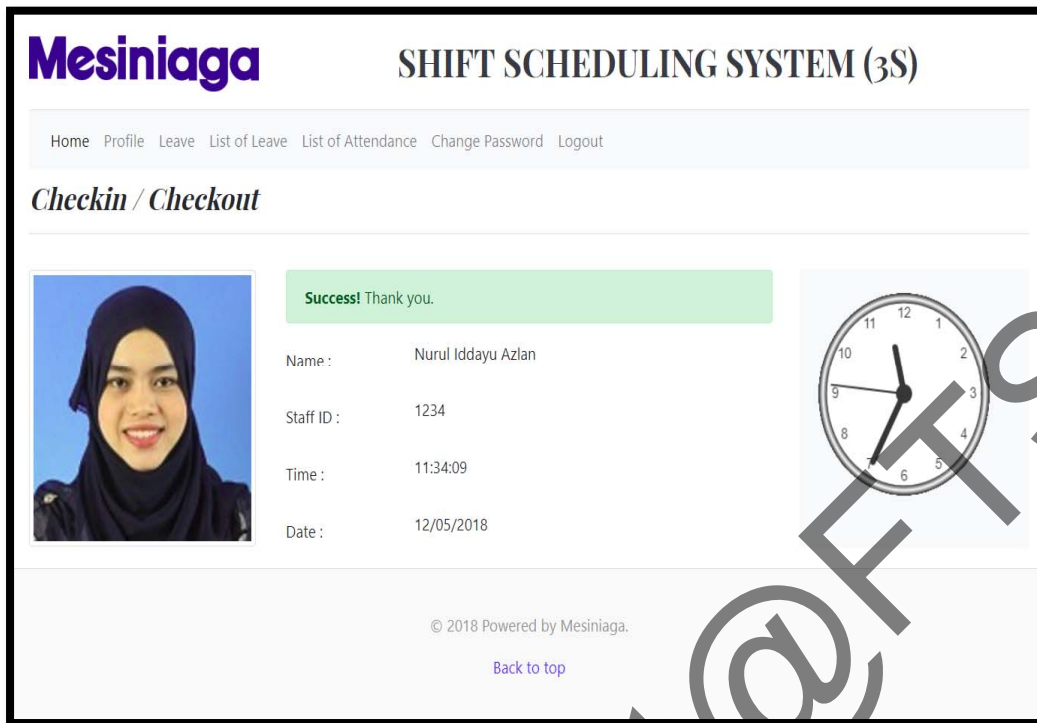 Mesiniaga
SHIFT SCHEDULING SYSTEM (3S)
Home Profile Leave List of Leave List of Attendance Change Password Logout
Checkin / Checkout
Success! Thank you.
Name : Nurul Iddayu Azlan
Staff ID : 1234
Time : 11:34:09
Date : 12/05/2018
12
1
2
3
4
5
6
7
8
9
10
11
© 2018 Powered by Mesiniaga.
Back to top
@FTS